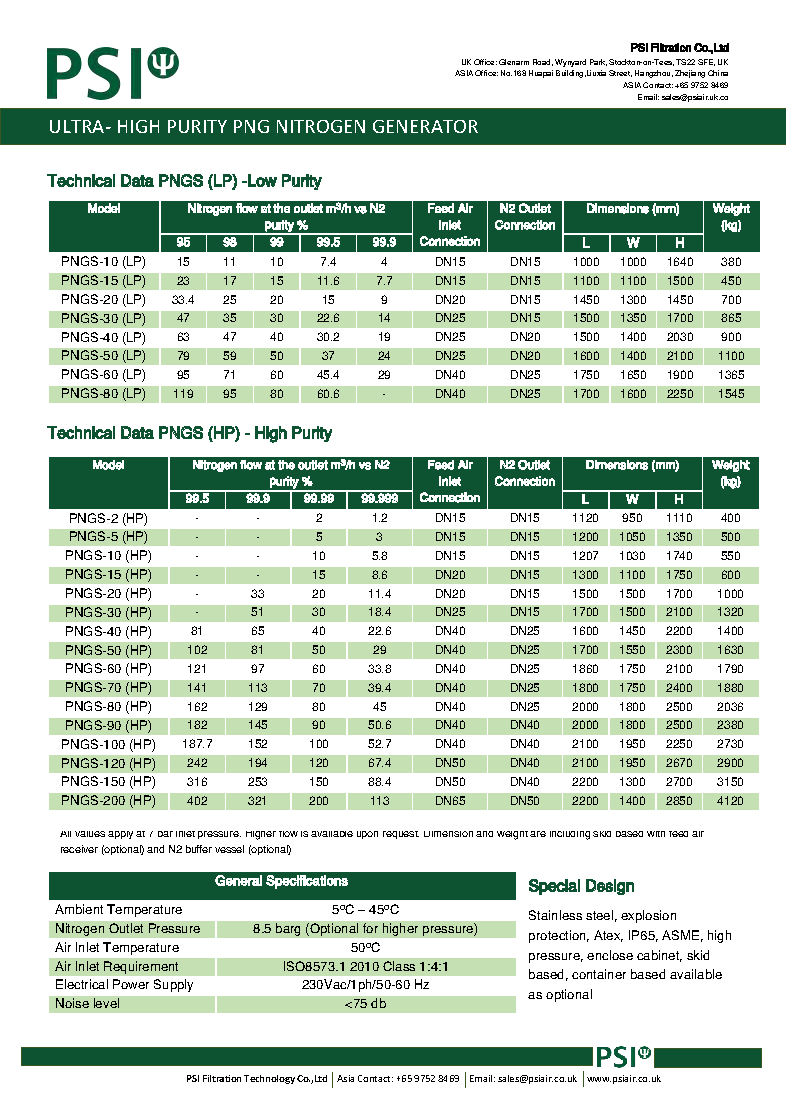 PSI Ψ
PSI Filtration Co.,Ltd
UK Office: Glenarm Road, Wynyard Park, Stockton-on-Tees, TS22 5FE, UK
ASIA Office: No.168 Huapai Building,Liuxia Street, Hangzhou, Zhejiang China
ASIA Contact: +65 9752 8469
Email: sales@psiair.uk.co
ULTRA- HIGH PURITY PNG NITROGEN GENERATOR
Technical Data PNGS (LP) -Low Purity
Model Nitrogen flow at the outlet m³/h vs N2 purity % Feed Air Inlet Connection N2 Outlet Connection Dimensions (mm) Weight (kg)
95 98 99 99.5 99.9 L W H
PNGS-10 (LP) 15 11 10 7.4 4 DN15 DN15 1000 1000 1640 380
PNGS-15 (LP) 23 17 15 11.6 7.7 DN15 DN15 1100 1100 1500 450
PNGS-20 (LP) 33.4 25 20 15 9 DN20 DN15 1450 1300 1450 700
PNGS-30 (LP) 47 35 30 22.6 14 DN25 DN15 1500 1350 1700 865
PNGS-40 (LP) 63 47 40 30.2 19 DN25 DN20 1500 1400 2030 900
PNGS-50 (LP) 79 59 50 37 24 DN25 DN20 1600 1400 2100 1100
PNGS-60 (LP) 95 71 60 45.4 29 DN40 DN25 1750 1650 1900 1365
PNGS-80 (LP) 119 95 80 60.6 - DN40 DN25 1700 1600 2250 1545
Technical Data PNGS (HP) - High Purity
Model Nitrogen flow at the outlet m³/h vs N2 purity % Feed Air Inlet Connection N2 Outlet Connection Dimensions (mm) Weight (kg)
99.5 99.9 99.99 99.999 L W H
PNGS-2 (HP) - - 2 1.2 DN15 DN15 1120 950 1110 400
PNGS-5 (HP) - - 5 3 DN15 DN15 1200 1050 1350 500
PNGS-10 (HP) - - 10 5.8 DN15 DN15 1207 1030 1740 550
PNGS-15 (HP) - - 15 8.6 DN20 DN15 1300 1100 1750 600
PNGS-20 (HP) - 33 20 11.4 DN20 DN15 1500 1500 1700 1000
PNGS-30 (HP) - 51 30 18.4 DN25 DN15 1700 1500 2100 1320
PNGS-40 (HP) 81 65 40 22.6 DN40 DN25 1600 1450 2200 1400
PNGS-50 (HP) 102 81 50 29 DN40 DN25 1700 1550 2300 1630
PNGS-60 (HP) 121 97 60 33.8 DN40 DN25 1860 1750 2100 1790
PNGS-70 (HP) 141 113 70 39.4 DN40 DN25 1800 1750 2400 1880
PNGS-80 (HP) 162 129 80 45 DN40 DN25 2000 1800 2500 2036
PNGS-90 (HP) 182 145 90 50.6 DN40 DN40 2000 1800 2500 2380
PNGS-100 (HP) 187.7 152 100 52.7 DN40 DN40 2100 1950 2250 2730
PNGS-120 (HP) 242 194 120 67.4 DN50 DN40 2100 1950 2670 2900
PNGS-150 (HP) 316 253 150 88.4 DN50 DN40 2200 1300 2700 3150
PNGS-200 (HP) 402 321 200 113 DN65 DN50 2200 1400 2850 4120
All values apply at 7 bar inlet pressure. Higher flow is available upon request. Dimension and weight are including skid based with feed air
receiver (optional) and N2 buffer vessel (optional)
General Specifications
Ambient Temperature 5ºC – 45ºC
Nitrogen Outlet Pressure 8.5 barg (Optional for higher pressure)
Air Inlet Temperature 50ºC
Air Inlet Requirement ISO8573.1 2010 Class 1:4:1
Electrical Power Supply 230Vac/1ph/50-60 Hz
Noise level <75 db
Special Design
Stainless steel, explosion
protection, Atex, IP65, ASME, high
pressure, enclose cabinet, skid
based, container based available
as optional
PSI Ψ
PSI Filtration Technology Co.,Ltd | Asia Contact: +65 9752 8469 | Email: sales@psiair.co.uk | www.psiair.co.uk